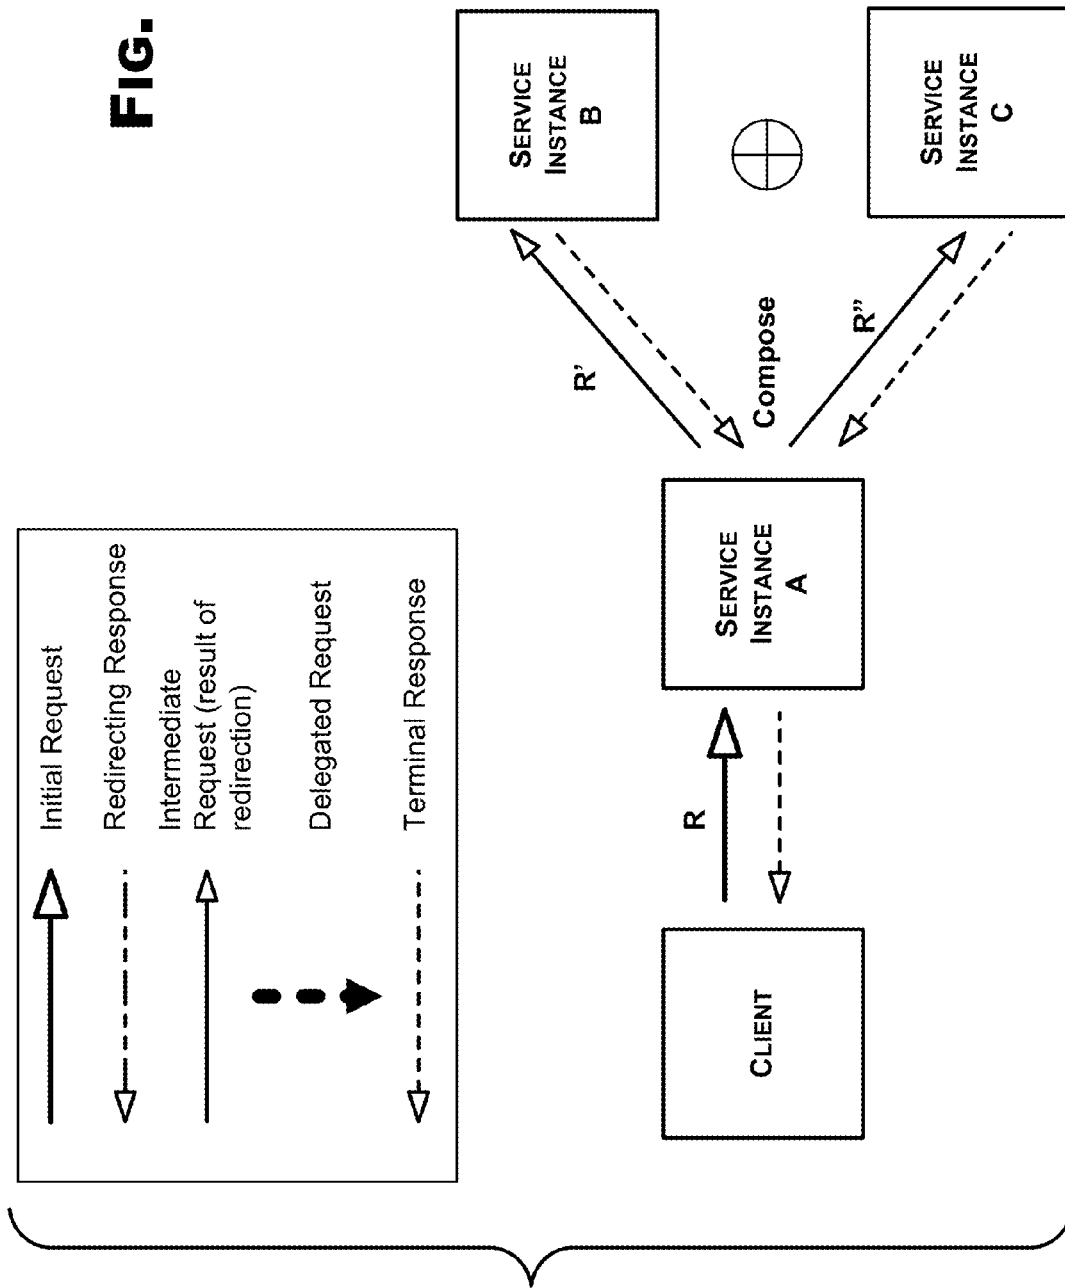 FIG.
Initial Request
Redirecting Response
Intermediate
Request (result of
redirection)
Delegated Request
Terminal Response
CLIENT
R
SERVICE
INSTANCE
A
R'
Compose
R"
SERVICE
INSTANCE
B
SERVICE
INSTANCE
C